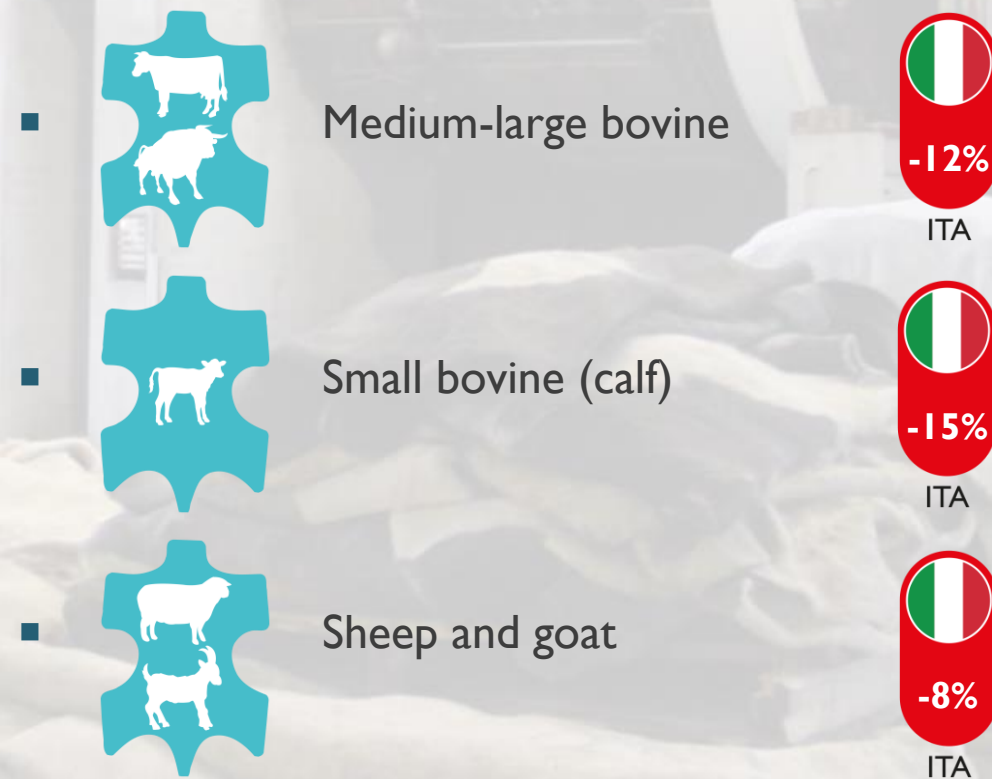 Medium-large bovine
-12%
ITA
Small bovine (calf)
-15%
ITA
Sheep and goat
-8%
ITA